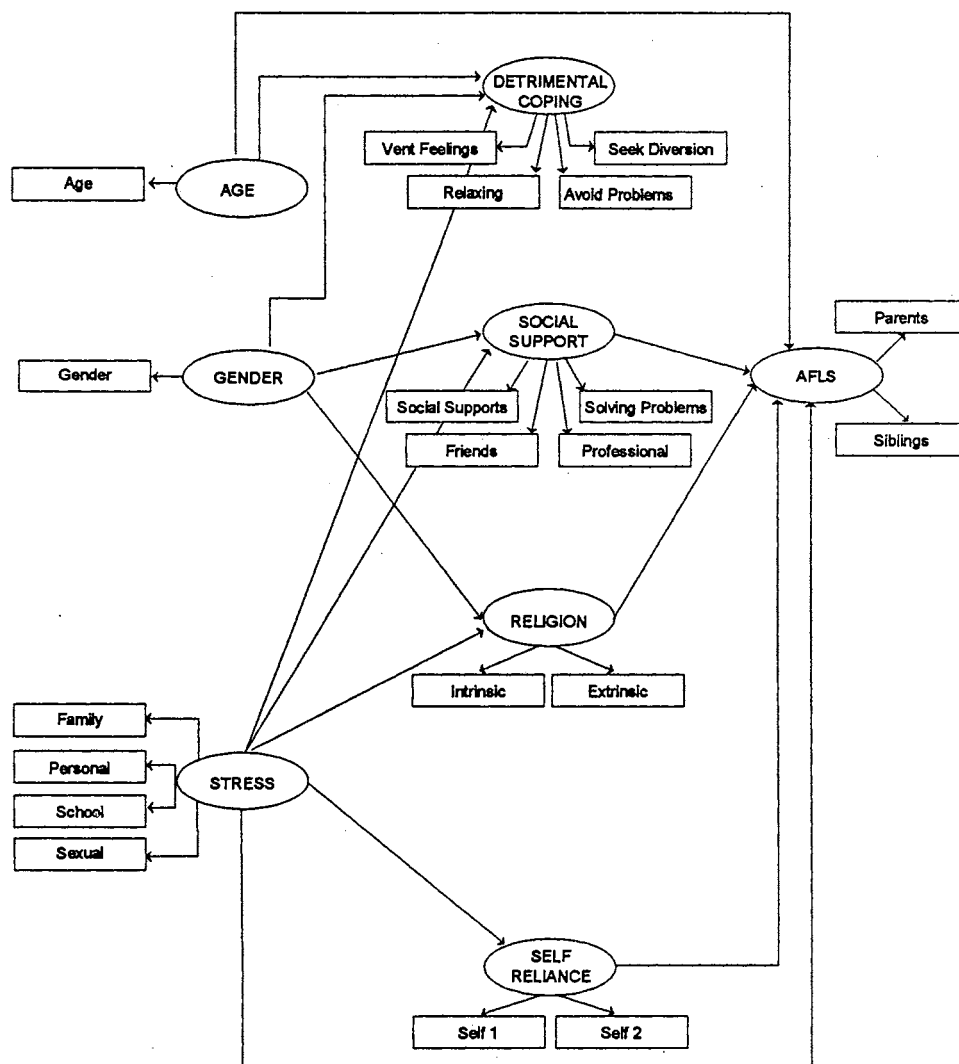 DETRIMENTAL
COPING
Vent Feelings
Seek Diversion
Relaxing
Avoid Problems
Age
AGE
SOCIAL
SUPPORT
Parents
Gender
GENDER
AFLS
Social Supports
Solving Problems
Friends
Professional
Siblings
RELIGION
Intrinsic
Extrinsic
Family
Personal
STRESS
School
Sexual
SELF
RELIANCE
Self 1
Self 2